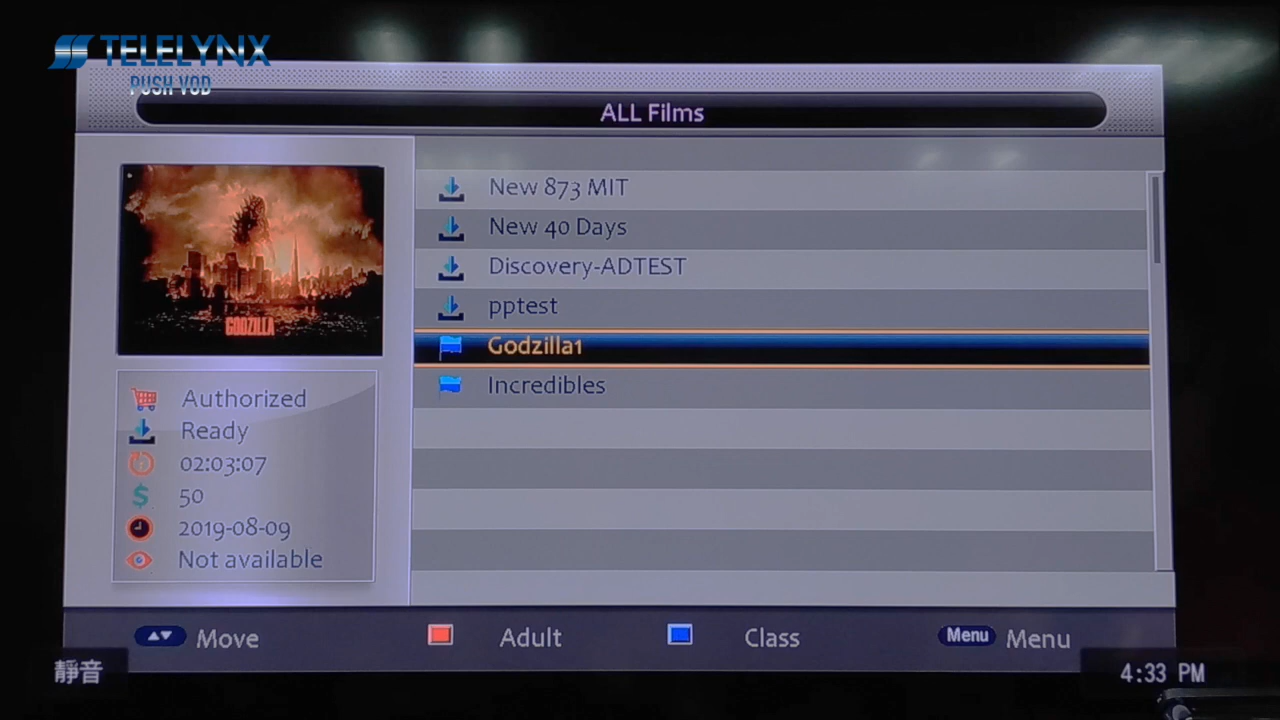 TELELYNX
PUSH VOD
ALL Films
GODZILLA
Authorized
Ready
02:03:07
$ 50
2019-08-09
Not available
New 873 MIT
New 40 Days
Discovery-ADTEST
pptest
Godzilla1
Incredibles
Move
Adult
Class
Menu Menu
靜音
4:33 PM